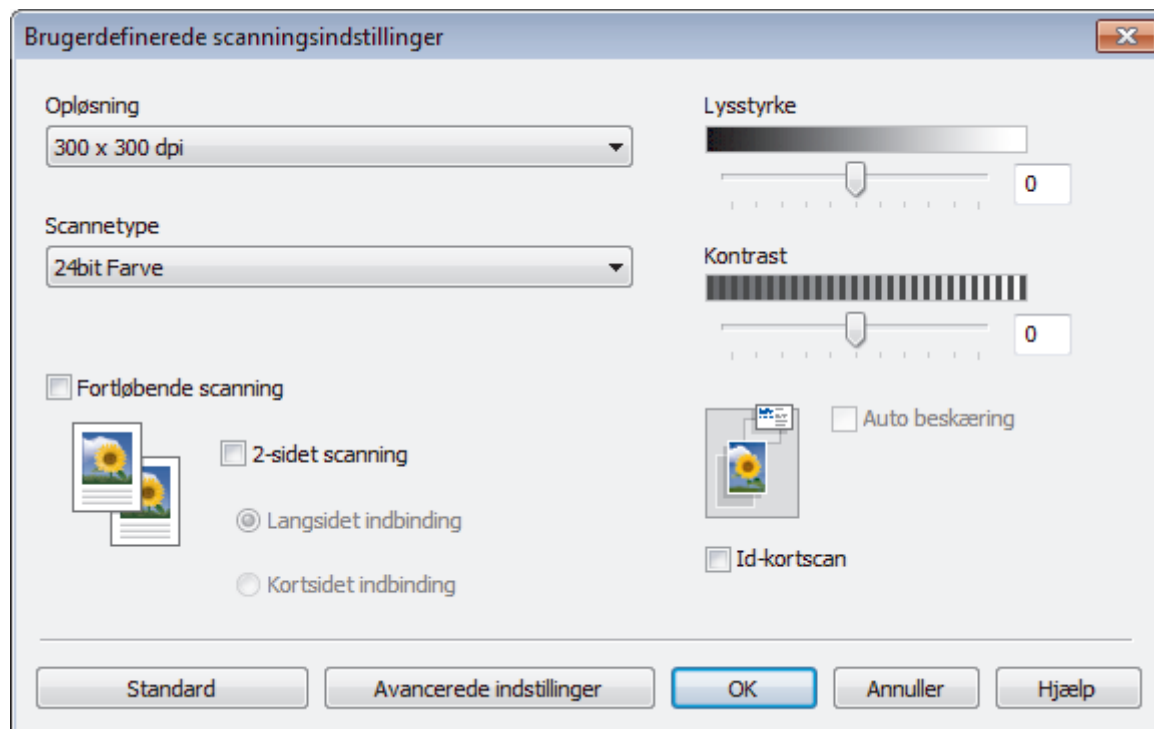 Brugerdefinerede scanningsindstillinger
Opløsning
300 x 300 dpi
Scannetype
24bit Farve
Fortløbende scanning
2-sidet scanning
Langsidet indbinding
Kortsidet indbinding
Lysstyrke
0
Kontrast
0
Auto beskæring
Id-kortscan
Standard
Avancerede indstillinger
OK
Annuller
Hjælp